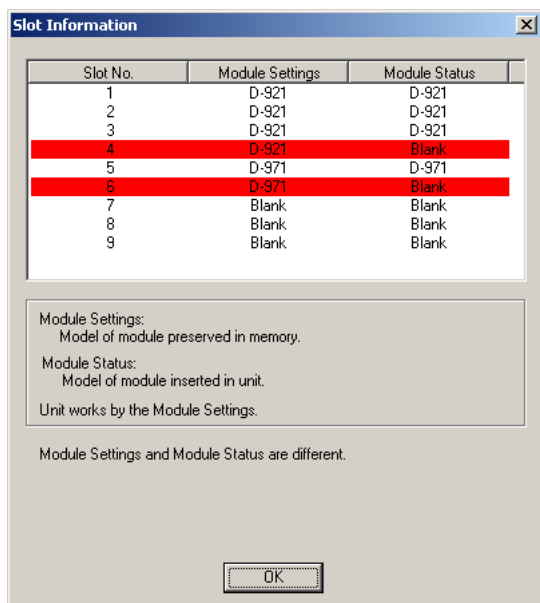 Slot Information
Slot No. Module Settings Module Status
1 D-921 D-921
2 D-921 D-921
3 D-921 D-921
4 D-921 Blank
5 D-971 D-971
6 D-971 Blank
7 Blank Blank
8 Blank Blank
9 Blank Blank
Module Settings:
Model of module preserved in memory.
Module Status:
Model of module inserted in unit.
Unit works by the Module Settings.
Module Settings and Module Status are different.
OK